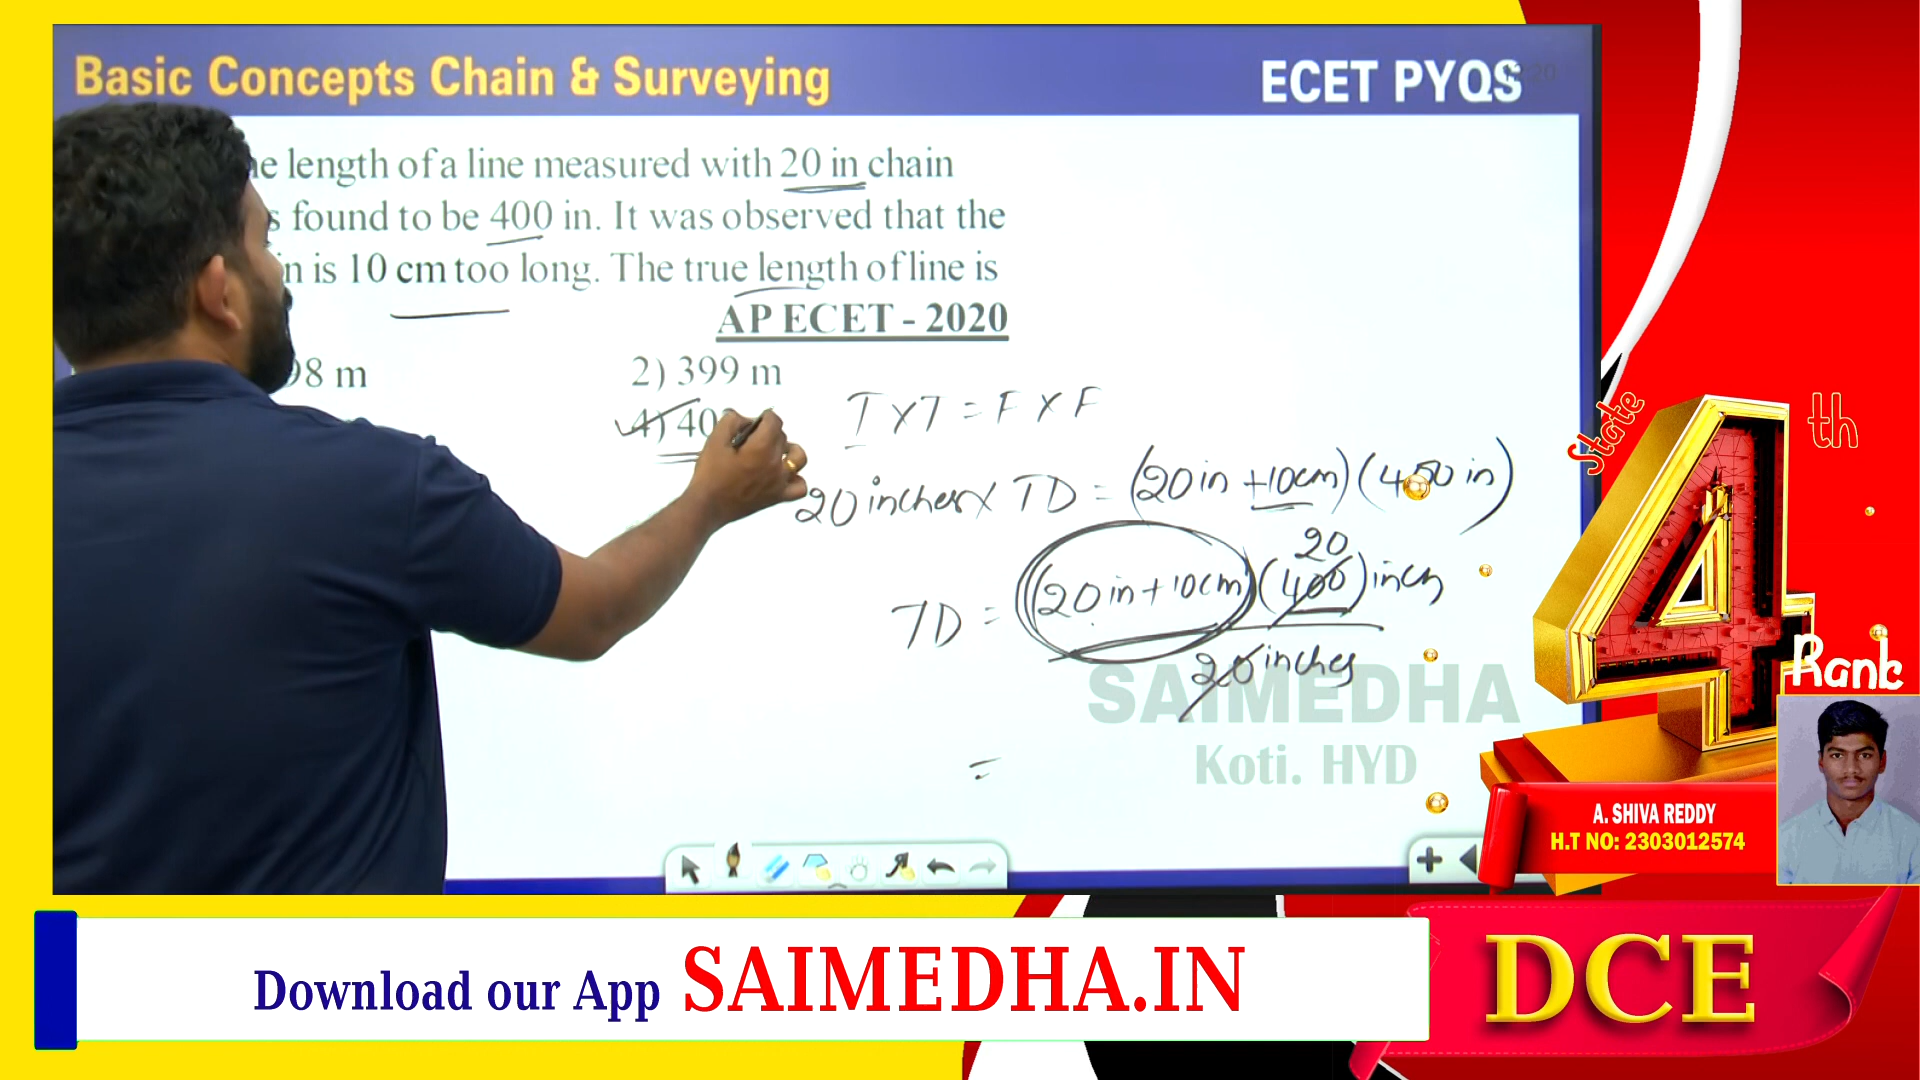 Basic Concepts Chain & Surveying
ECET PYQS
length of a line measured with 20 in chain
found to be 400 in. It was observed that the
is 10 cm too long. The true length of line is
AP ECET - 2020
98 m
2) 399 m
4) 40
I x T = F x F
20 inches x TD = (20 in + 10cm) (400 in)
20
TD = (20 in + 10cm) (400) inch
20 inches
=
SAIMEDHA
Koti. HYD
State
4
th
Rank
A. SHIVA REDDY
H.T NO: 2303012574
Download our App SAIMEDHA.IN
DCE